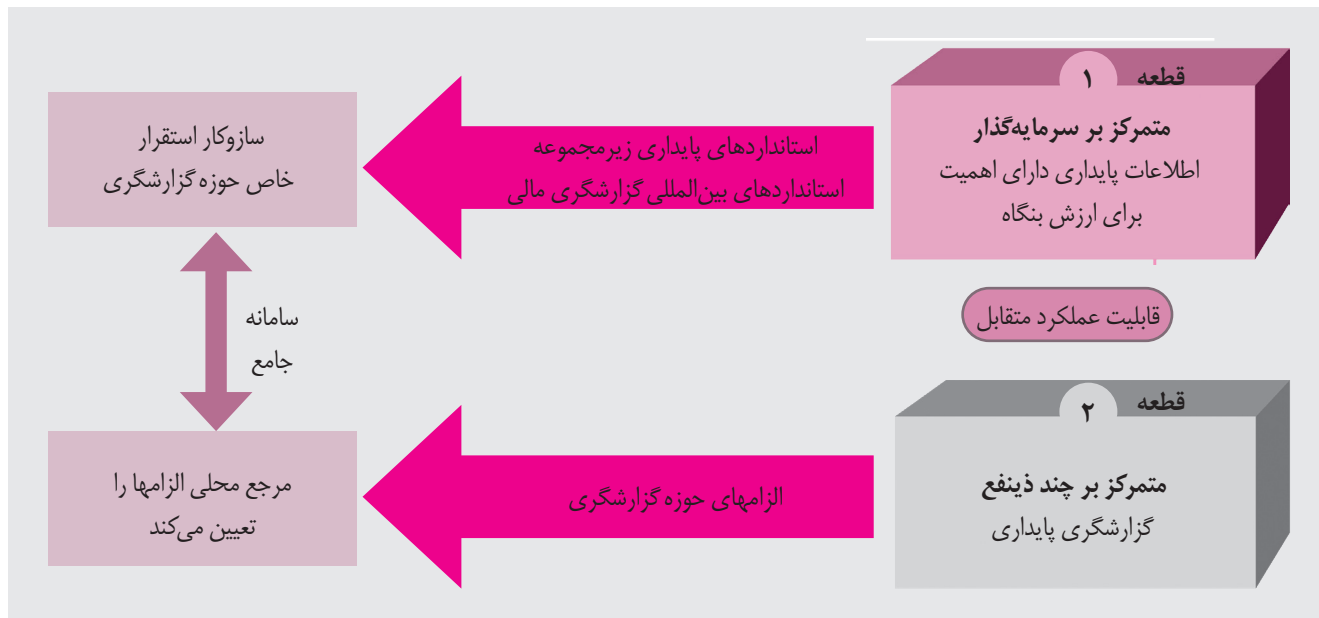 قطعه ۱
متمرکز بر سرمایه‌گذار
اطلاعات پایداری دارای اهمیت
برای ارزش بنگاه
استانداردهای پایداری زیرمجموعه
استانداردهای بین‌المللی گزارشگری مالی
سازوکار استقرار
خاص حوزه گزارشگری
قابلیت عملکرد متقابل
سامانه
جامع
قطعه ۲
متمرکز بر چند ذینفع
گزارشگری پایداری
الزامهای حوزه گزارشگری
مرجع محلی الزامها را
تعیین می‌کند